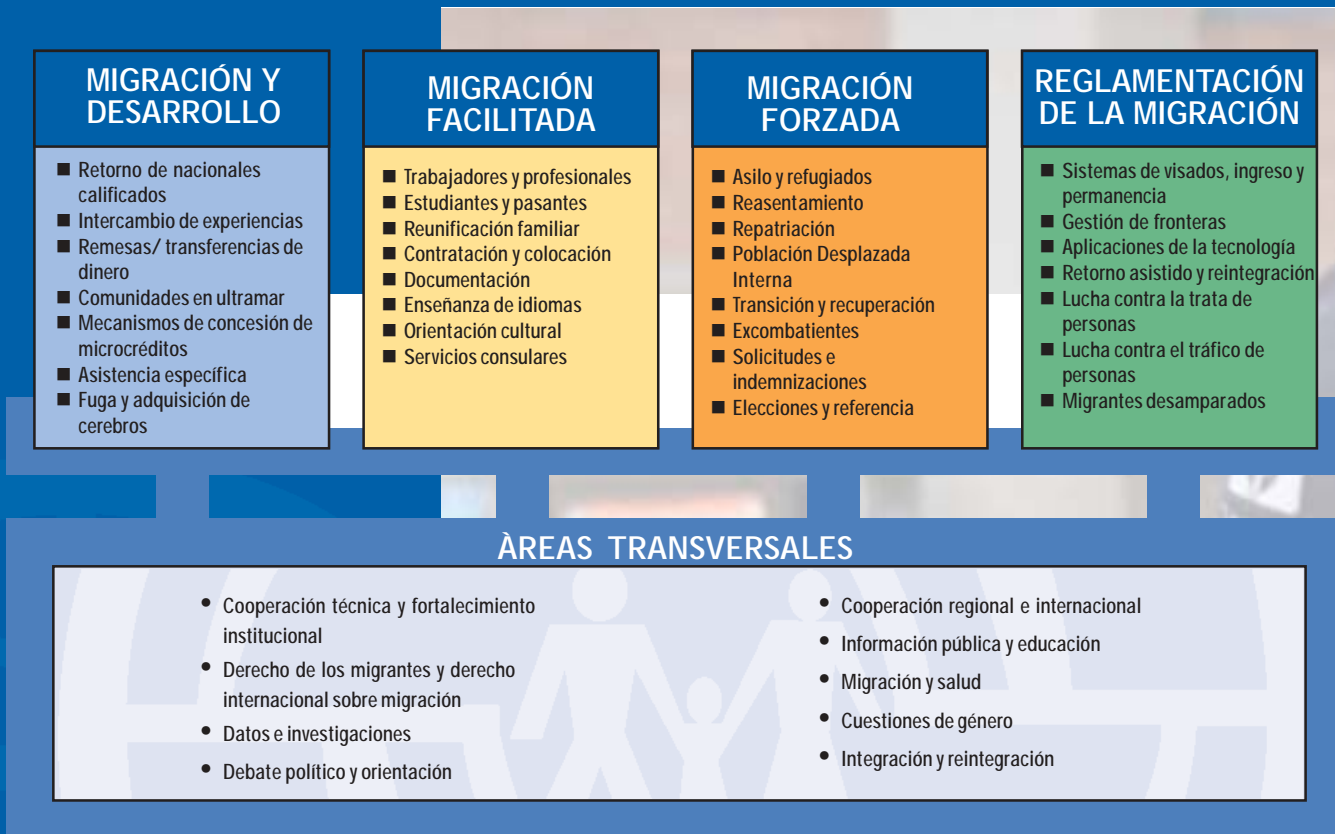 MIGRACIÓN Y
DESARROLLO
■ Retorno de nacionales
calificados
■ Intercambio de experiencias
■ Remesas/ transferencias de
dinero
■ Comunidades en ultramar
■ Mecanismos de concesión de
microcréditos
■ Asistencia específica
■ Fuga y adquisición de
cerebros
MIGRACIÓN
FACILITADA
■ Trabajadores y profesionales
■ Estudiantes y pasantes
■ Reunificación familiar
■ Contratación y colocación
■ Documentación
■ Enseñanza de idiomas
■ Orientación cultural
■ Servicios consulares
MIGRACIÓN
FORZADA
■ Asilo y refugiados
■ Reasentamiento
■ Repatriación
■ Población Desplazada
Interna
■ Transición y recuperación
■ Excombatientes
■ Solicitudes e
indemnizaciones
■ Elecciones y referencia
REGLAMENTACIÓN
DE LA MIGRACIÓN
■ Sistemas de visados, ingreso y
permanencia
■ Gestión de fronteras
■ Aplicaciones de la tecnología
■ Retorno asistido y reintegración
■ Lucha contra la trata de
personas
■ Lucha contra el tráfico de
personas
■ Migrantes desamparados
ÀREAS TRANSVERSALES
• Cooperación técnica y fortalecimiento
institucional
• Derecho de los migrantes y derecho
internacional sobre migración
• Datos e investigaciones
• Debate político y orientación
• Cooperación regional e internacional
• Información pública y educación
• Migración y salud
• Cuestiones de género
• Integración y reintegración